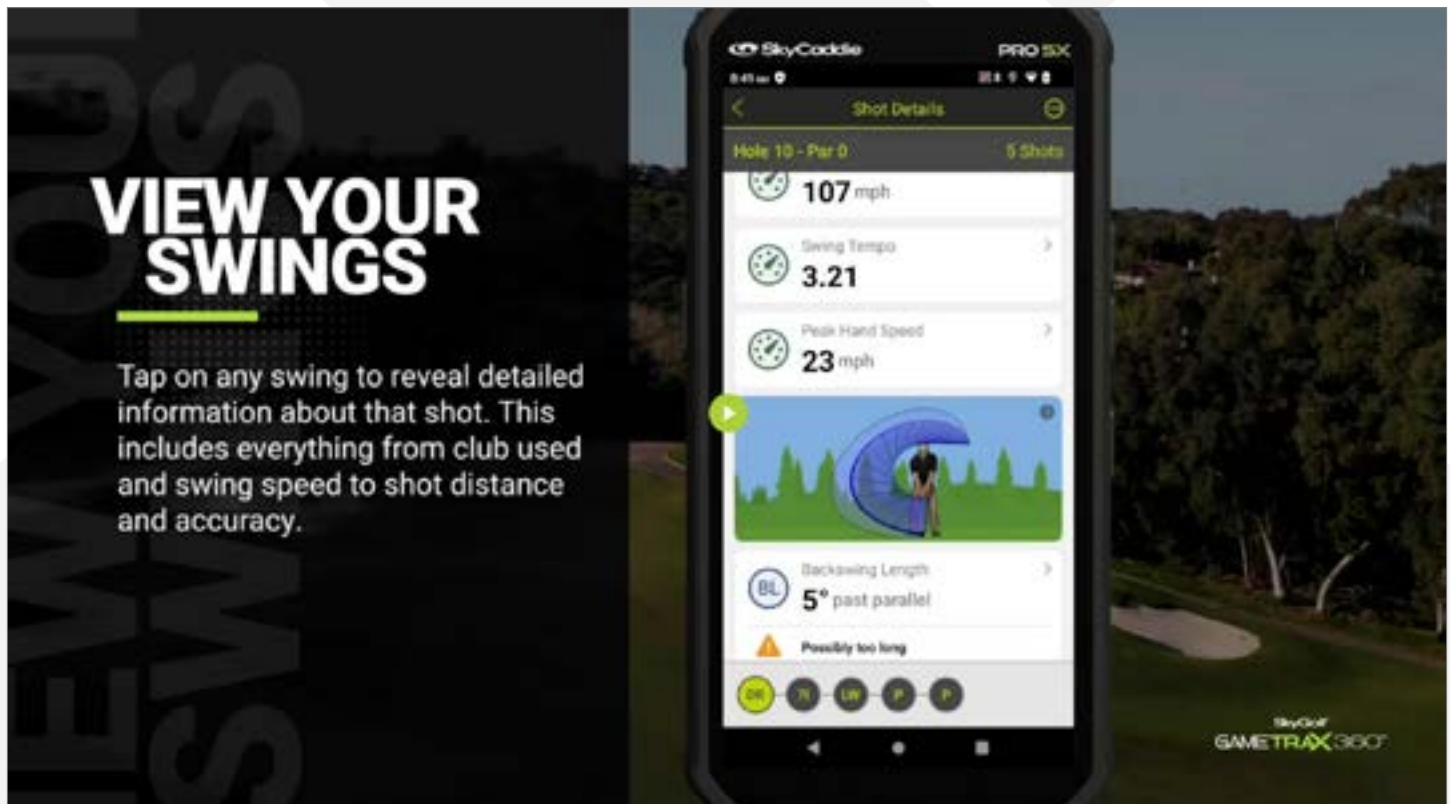 VIEW YOUR
SWINGS
Tap on any swing to reveal detailed
information about that shot. This
includes everything from club used
and swing speed to shot distance
and accuracy.
SkyCaddie PRO 5X
Shot Details
Hole 10 - Par 0 5 Shots
107 mph
Swing Tempo
3.21
Peak Hand Speed
23 mph
BL
Backswing Length
5° past parallel
Possibly too long
DR 7I LW P P
SkyGolf
GAMETRAX 360°